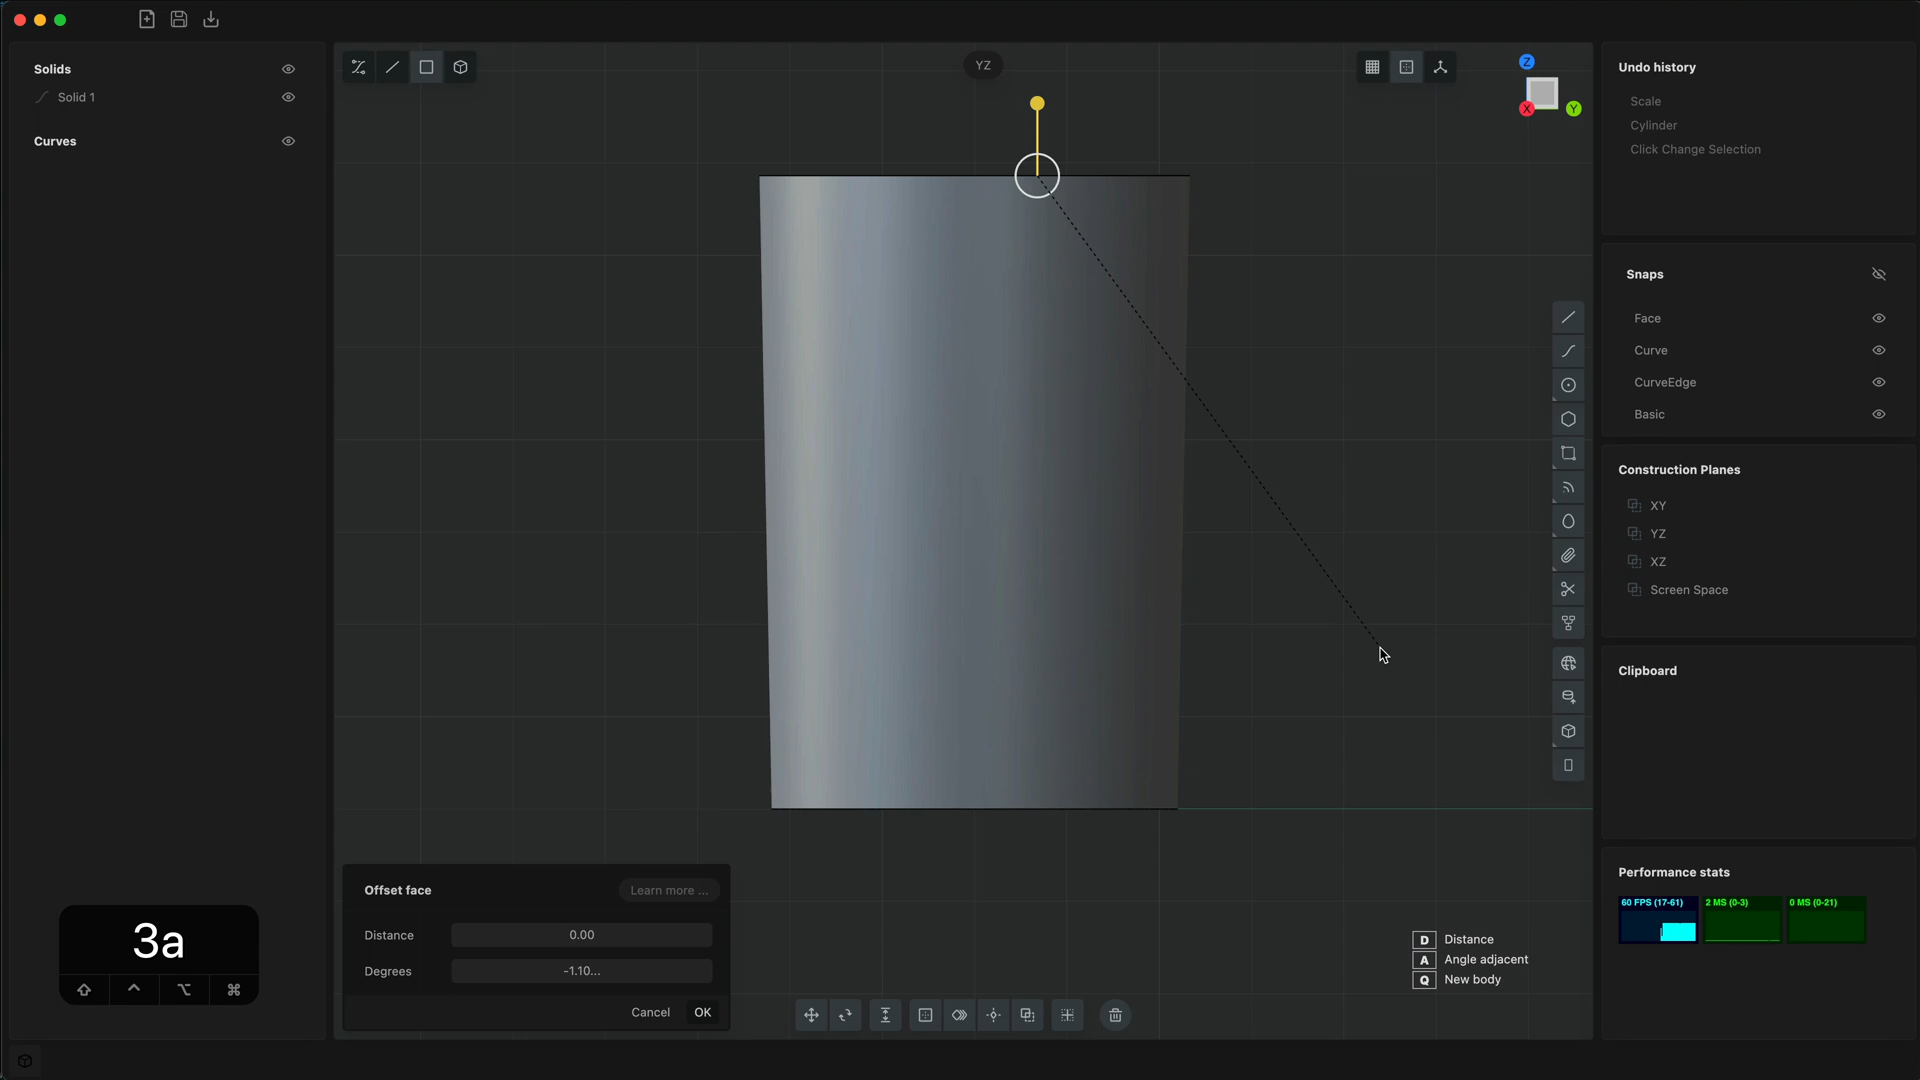 Solids
Solid 1
Curves
YZ
Z
X
Y
Undo history
Scale
Cylinder
Click Change Selection
Snaps
Face
Curve
CurveEdge
Basic
Construction Planes
XY
YZ
XZ
Screen Space
Clipboard
Performance stats
60 FPS (17-61)
2 MS (0-3)
0 MS (0-21)
3a
Offset face
Learn more ...
Distance
0.00
Degrees
-1.10...
Cancel
OK
D Distance
A Angle adjacent
Q New body